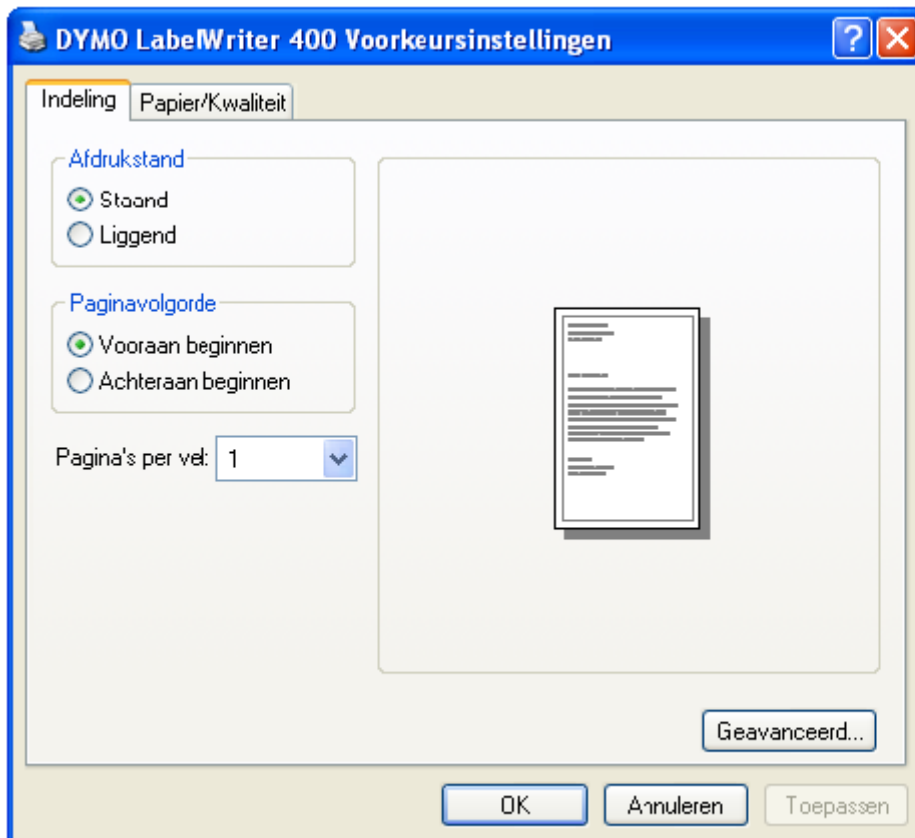 DYMO LabelWriter 400 Voorkeursinstellingen
Indeling
Papier/Kwaliteit
Afdrukstand
Staand
Liggend
Paginavolgorde
Vooraan beginnen
Achteraan beginnen
Pagina's per vel: 1
Geavanceerd...
OK
Annuleren
Toepassen